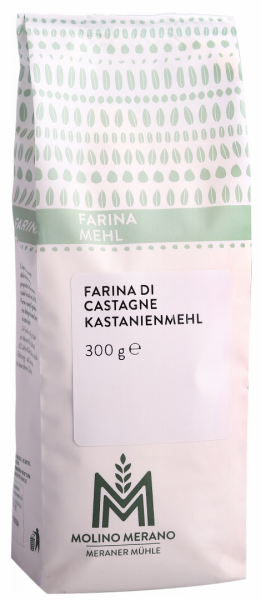 FARINA
MEHL
FARINA DI
CASTAGNE
KASTANIENMEHL
300 g ℮
MOLINO MERANO
MERANER MÜHLE